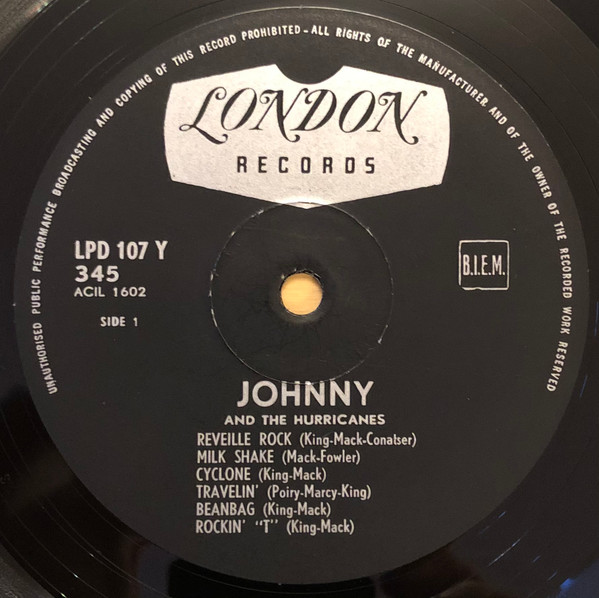 UNAUTHORISED PUBLIC PERFORMANCE BROADCASTING AND COPYING OF THIS RECORD PROHIBITED - ALL RIGHTS OF THE MANUFACTURER AND OF THE OWNER OF THE RECORDED WORK RESERVED
LONDON
RECORDS
LPD 107 Y
345
ACIL 1602
B.I.E.M.
SIDE 1
JOHNNY
AND THE HURRICANES
REVEILLE ROCK (King-Mack-Conatser)
MILK SHAKE (Mack-Fowler)
CYCLONE (King-Mack)
TRAVELIN' (Poiry-Marcy-King)
BEANBAG (King-Mack)
ROCKIN' "T" (King-Mack)